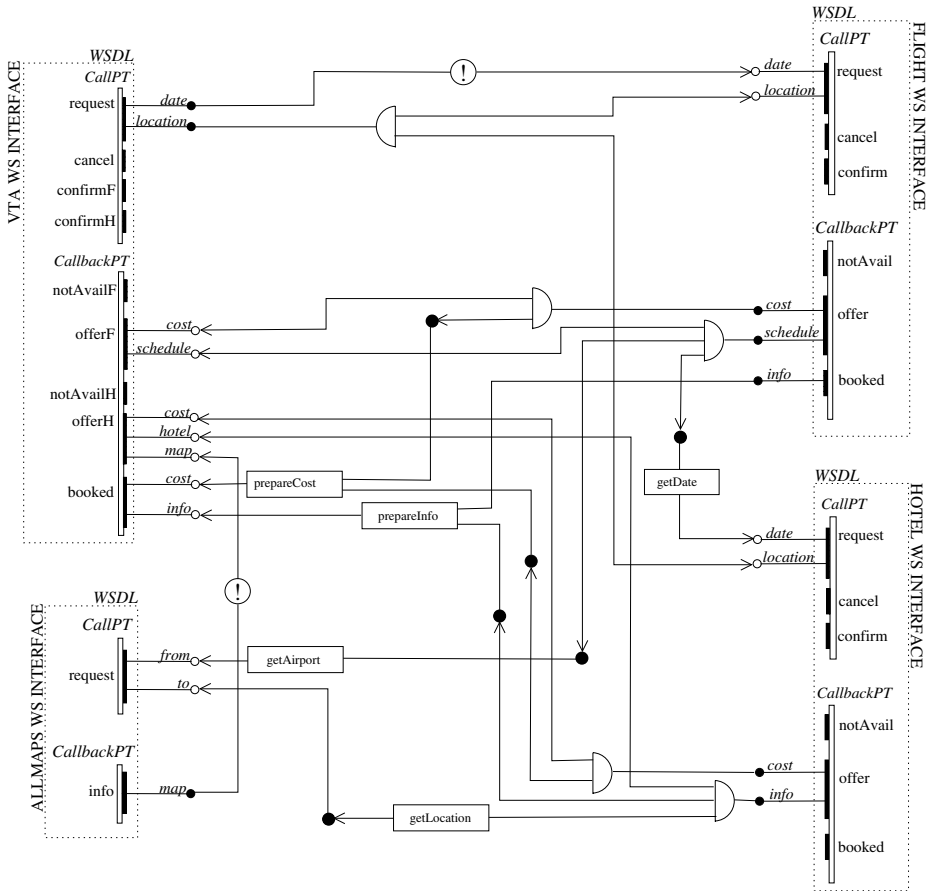 VTA WS INTERFACE
WSDL
CallPT
request
date
location
cancel
confirmF
confirmH
CallbackPT
notAvailF
offerF
cost
schedule
notAvailH
offerH
cost
hotel
map
booked
cost
info
ALLMAPS WS INTERFACE
WSDL
CallPT
request
from
to
CallbackPT
info
map
!
!
prepareCost
prepareInfo
getDate
getAirport
getLocation
FLIGHT WS INTERFACE
WSDL
CallPT
date
request
location
cancel
confirm
CallbackPT
notAvail
cost
offer
schedule
info
booked
HOTEL WS INTERFACE
WSDL
CallPT
date
request
location
cancel
confirm
CallbackPT
notAvail
cost
offer
info
booked